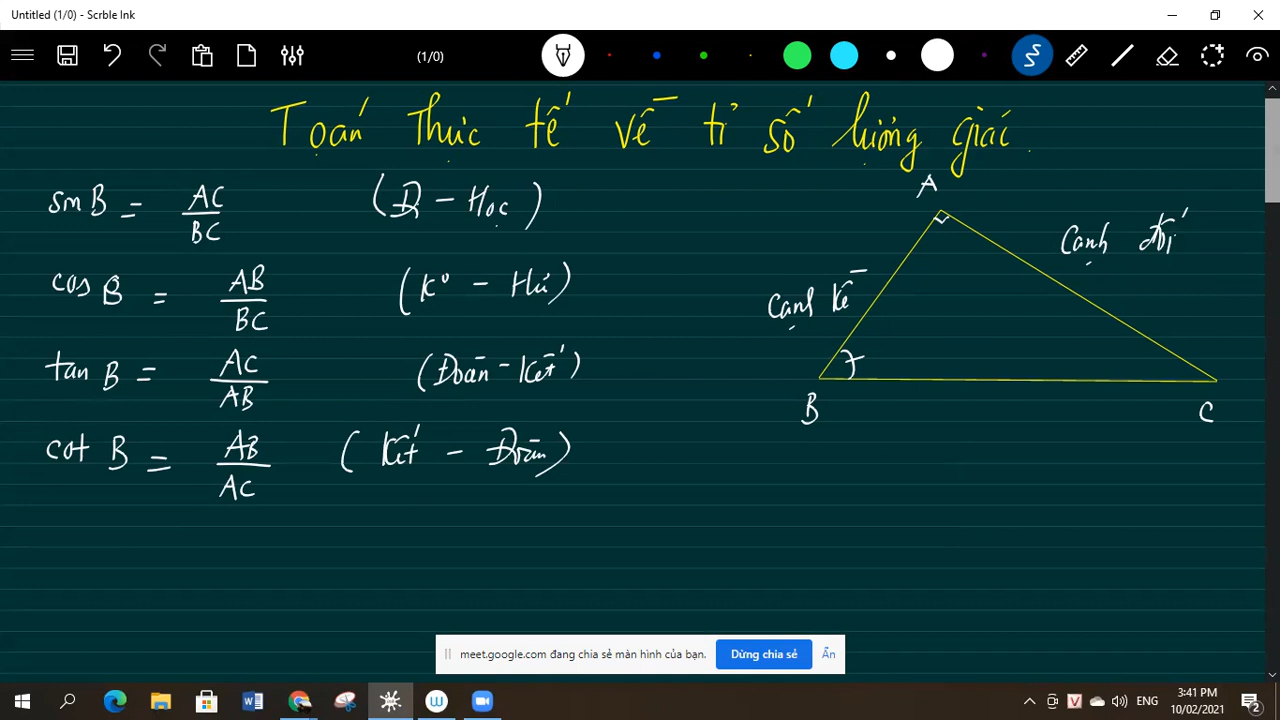 Untitled (1/0) - Scrble Ink
(1/0)
Toán thực tế về tỉ số lượng giác.
sin B = AC/BC (Đi - Học)
cos B = AB/BC (Kº - Hư)
tan B = AC/AB (Đoàn - Kết)
cot B = AB/AC (Kết - Đoàn)
A
Cạnh đối
Cạnh kề
B
C
meet.google.com đang chia sẻ màn hình của bạn. Dừng chia sẻ Ẩn
ENG
3:41 PM
10/02/2021
2